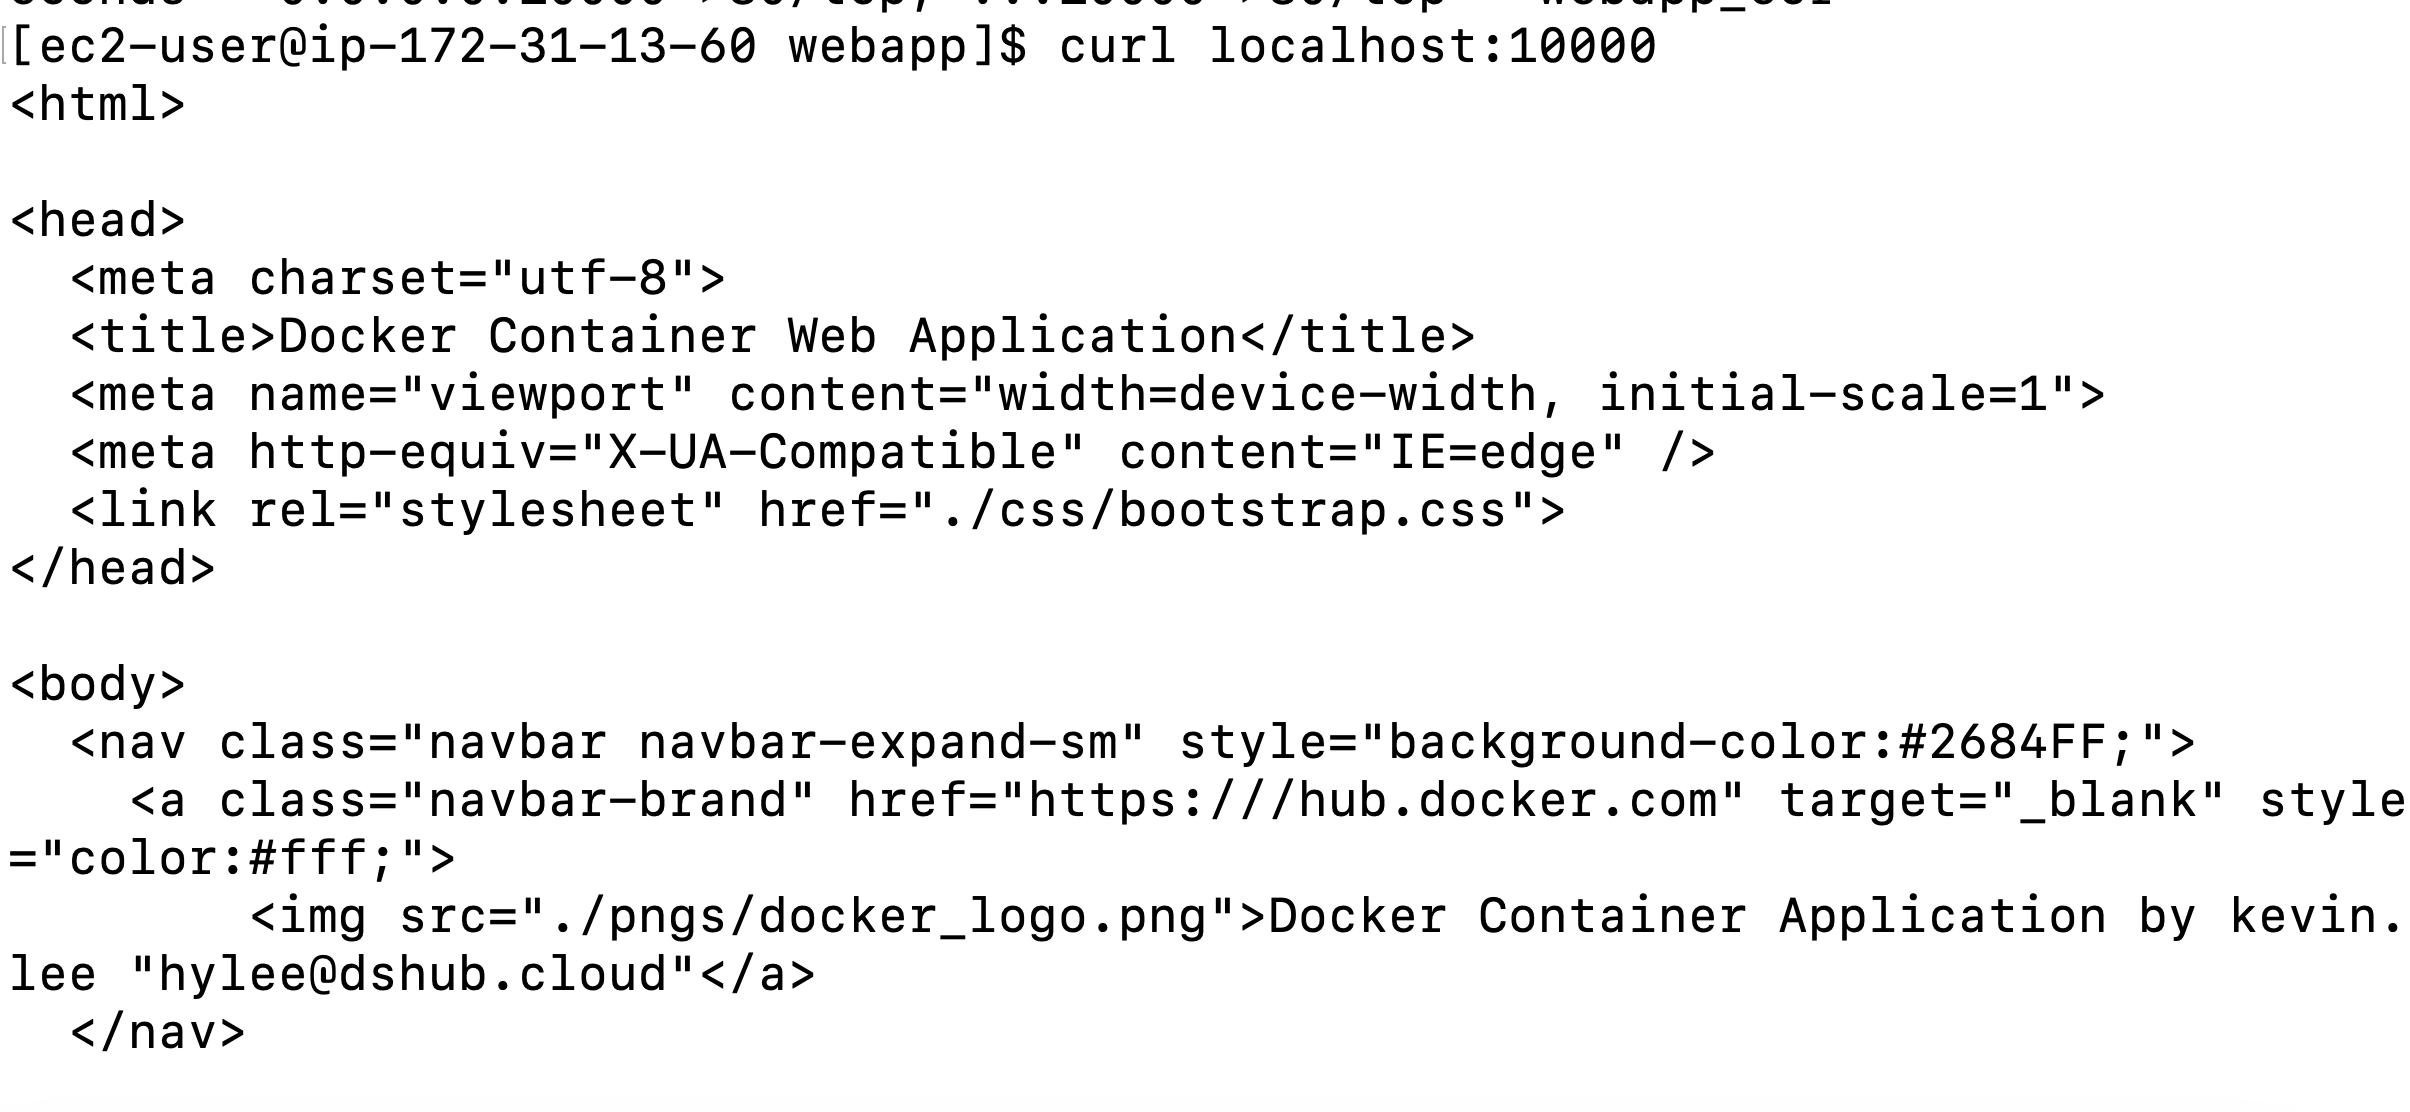 [ec2-user@ip-172-31-13-60 webapp]$ curl localhost:10000
<html>

<head>
  <meta charset="utf-8">
  <title>Docker Container Web Application</title>
  <meta name="viewport" content="width=device-width, initial-scale=1">
  <meta http-equiv="X-UA-Compatible" content="IE=edge" />
  <link rel="stylesheet" href="./css/bootstrap.css">
</head>

<body>
  <nav class="navbar navbar-expand-sm" style="background-color:#2684FF;">
    <a class="navbar-brand" href="https:///hub.docker.com" target="_blank" style
="color:#fff;">
        <img src="./pngs/docker_logo.png">Docker Container Application by kevin.
lee "hylee@dshub.cloud"</a>
  </nav>